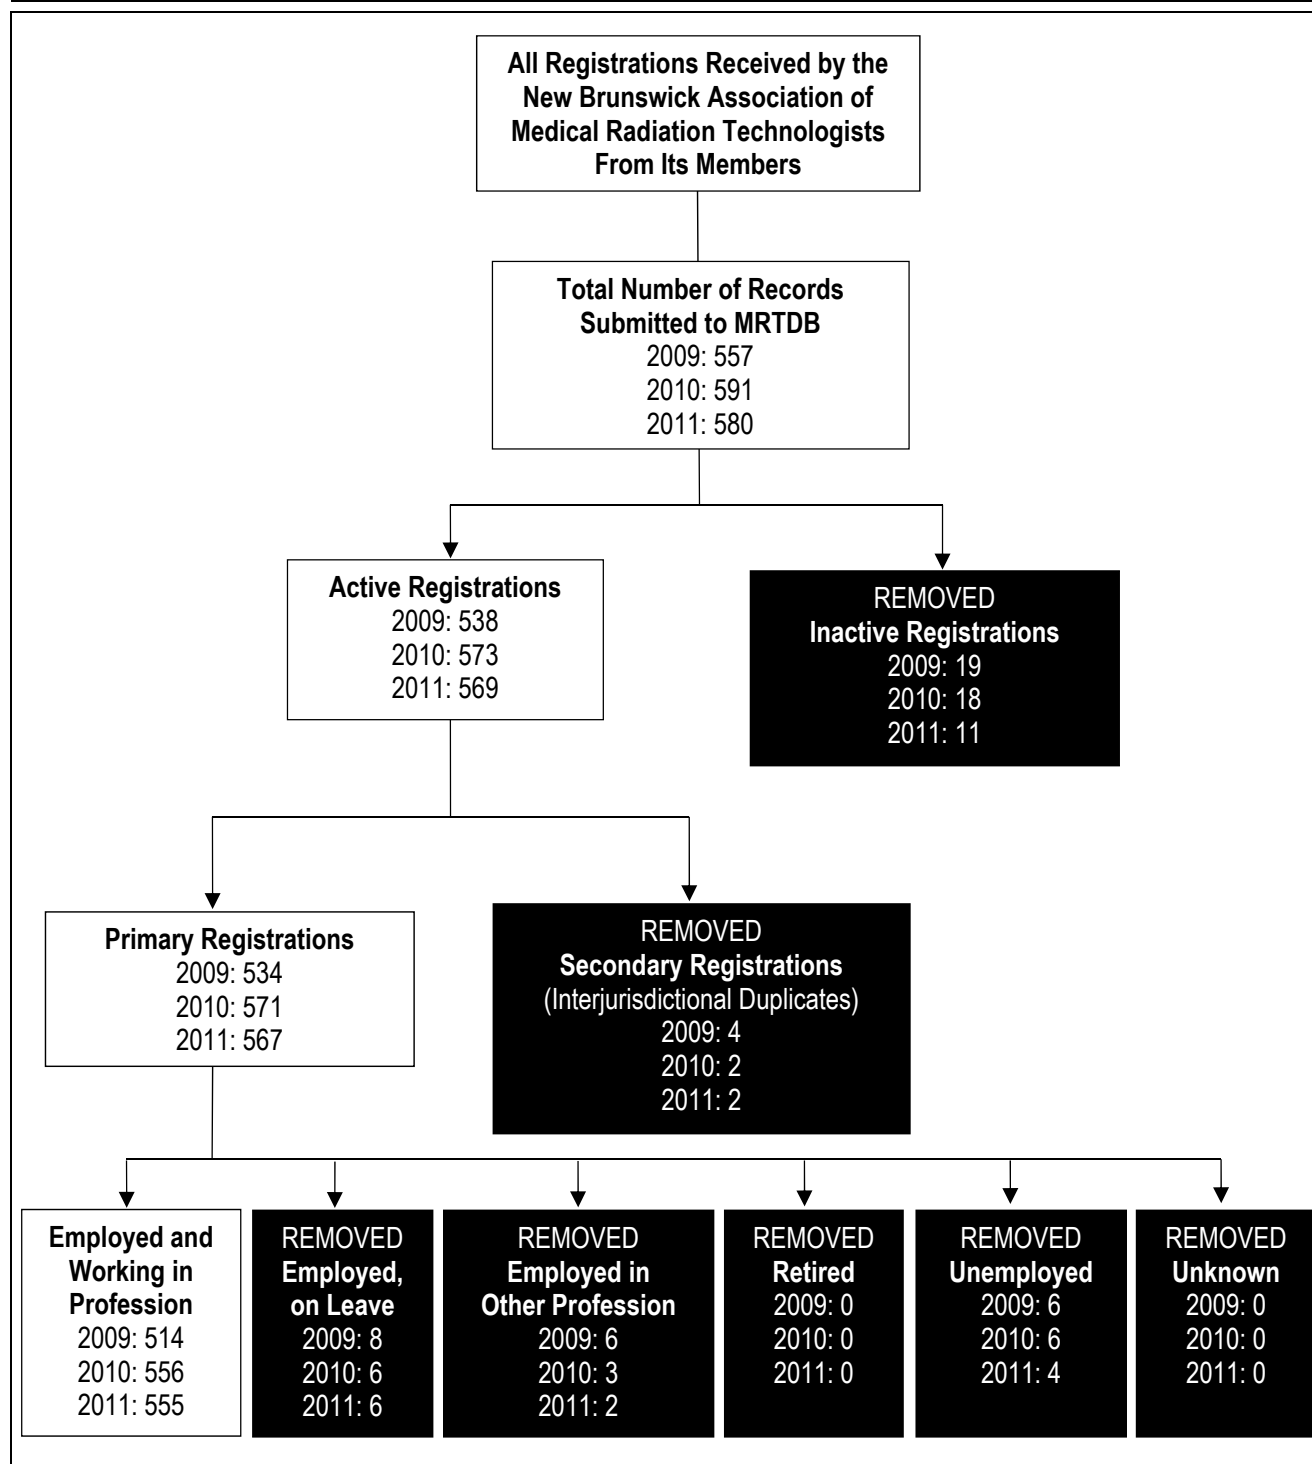 All Registrations Received by the
New Brunswick Association of
Medical Radiation Technologists
From Its Members
Total Number of Records
Submitted to MRTDB
2009: 557
2010: 591
2011: 580
Active Registrations
2009: 538
2010: 573
2011: 569
REMOVED
Inactive Registrations
2009: 19
2010: 18
2011: 11
Primary Registrations
2009: 534
2010: 571
2011: 567
REMOVED
Secondary Registrations
(Interjurisdictional Duplicates)
2009: 4
2010: 2
2011: 2
Employed and
Working in
Profession
2009: 514
2010: 556
2011: 555
REMOVED
Employed,
on Leave
2009: 8
2010: 6
2011: 6
REMOVED
Employed in
Other Profession
2009: 6
2010: 3
2011: 2
REMOVED
Retired
2009: 0
2010: 0
2011: 0
REMOVED
Unemployed
2009: 6
2010: 6
2011: 4
REMOVED
Unknown
2009: 0
2010: 0
2011: 0